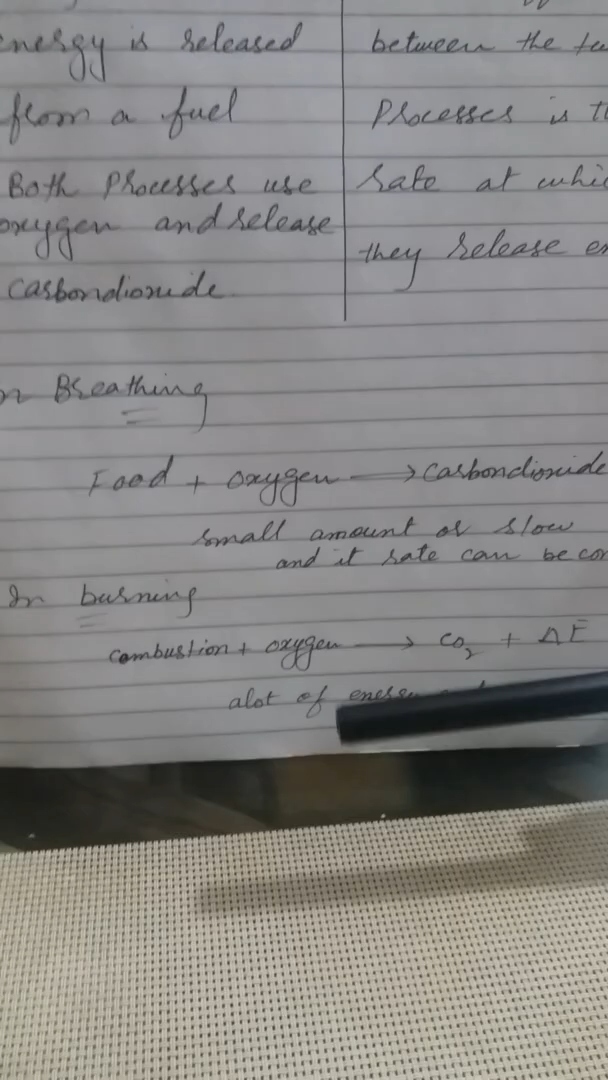 energy is released
from a fuel
Both Processes use
oxygen and release
carbondioxide
between the
Processes is
rate at
they release
Breathing
Food + oxygen → carbondioxide
small amount or slow
and it rate can be
In burning
combustion + oxygen → CO₂ + ΔE
alot of